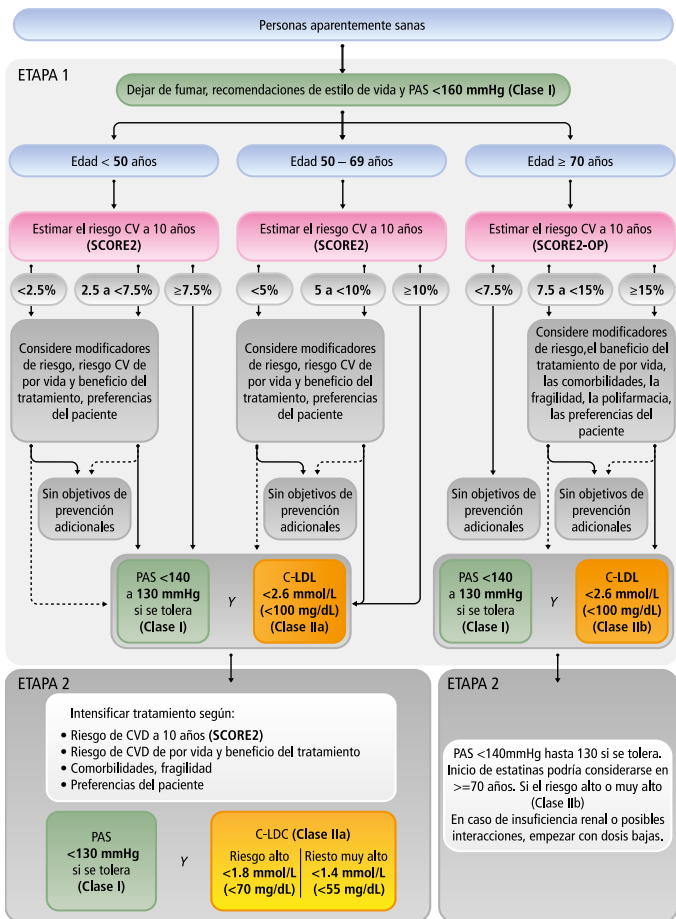 Personas aparentemente sanas
ETAPA 1
Dejar de fumar, recomendaciones de estilo de vida y PAS <160 mmHg (Clase I)
Edad < 50 años
Edad 50 – 69 años
Edad ≥ 70 años
Estimar el riesgo CV a 10 años
(SCORE2)
Estimar el riesgo CV a 10 años
(SCORE2)
Estimar el riesgo CV a 10 años
(SCORE2-OP)
<2.5%
2.5 a <7.5%
≥7.5%
<5%
5 a <10%
≥10%
<7.5%
7.5 a <15%
≥15%
Considere modificadores
de riesgo, riesgo CV de
por vida y beneficio del
tratamiento, preferencias
del paciente
Considere modificadores
de riesgo, riesgo CV de
por vida y beneficio del
tratamiento, preferencias
del paciente
Considere modificadores
de riesgo,el baneficio del
tratamiento de por vida,
las comorbilidades, la
fragilidad, la polifarmacia,
las preferencias del
paciente
Sin objetivos de
prevención
adicionales
Sin objetivos de
prevención
adicionales
Sin objetivos de
prevención
adicionales
Sin objetivos de
prevención
adicionales
PAS <140
a 130 mmHg
si se tolera
(Clase I)
Y
C-LDL
<2.6 mmol/L
(<100 mg/dL)
(Clase IIa)
PAS <140
a 130 mmHg
si se tolera
(Clase I)
Y
C-LDL
<2.6 mmol/L
(<100 mg/dL)
(Clase IIb)
ETAPA 2
Intensificar tratamiento según:
• Riesgo de CVD a 10 años (SCORE2)
• Riesgo de CVD de por vida y beneficio del tratamiento
• Comorbilidades, fragilidad
• Preferencias del paciente
PAS
<130 mmHg
si se tolera
(Clase I)
Y
C-LDC (Clase IIa)
Riesgo alto
<1.8 mmol/L
(<70 mg/dL)
Riesto muy alto
<1.4 mmol/L
(<55 mg/dL)
ETAPA 2
PAS <140mmHg hasta 130 si se tolera.
Inicio de estatinas podría considerarse en
>=70 años. Si el riesgo alto o muy alto
(Clase IIb)
En caso de insuficiencia renal o posibles
interacciones, empezar con dosis bajas.